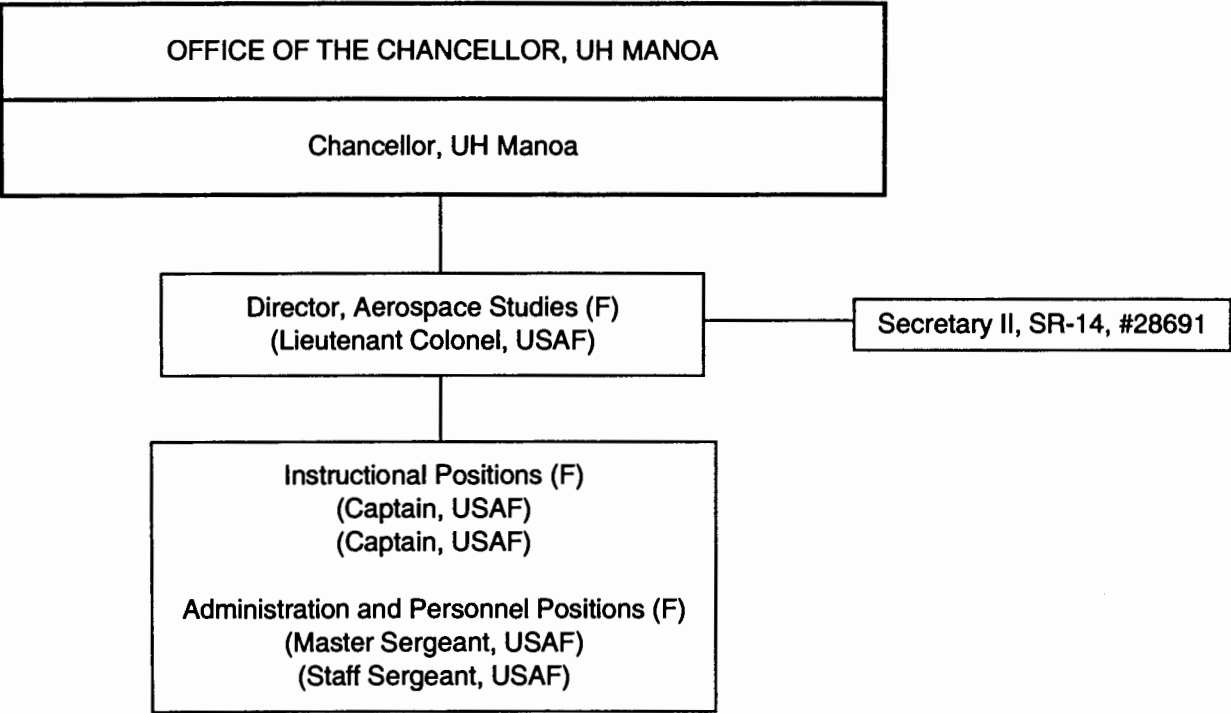 OFFICE OF THE CHANCELLOR, UH MANOA
Chancellor, UH Manoa
Director, Aerospace Studies (F)
(Lieutenant Colonel, USAF)
Secretary II, SR-14, #28691
Instructional Positions (F)
(Captain, USAF)
(Captain, USAF)
Administration and Personnel Positions (F)
(Master Sergeant, USAF)
(Staff Sergeant, USAF)